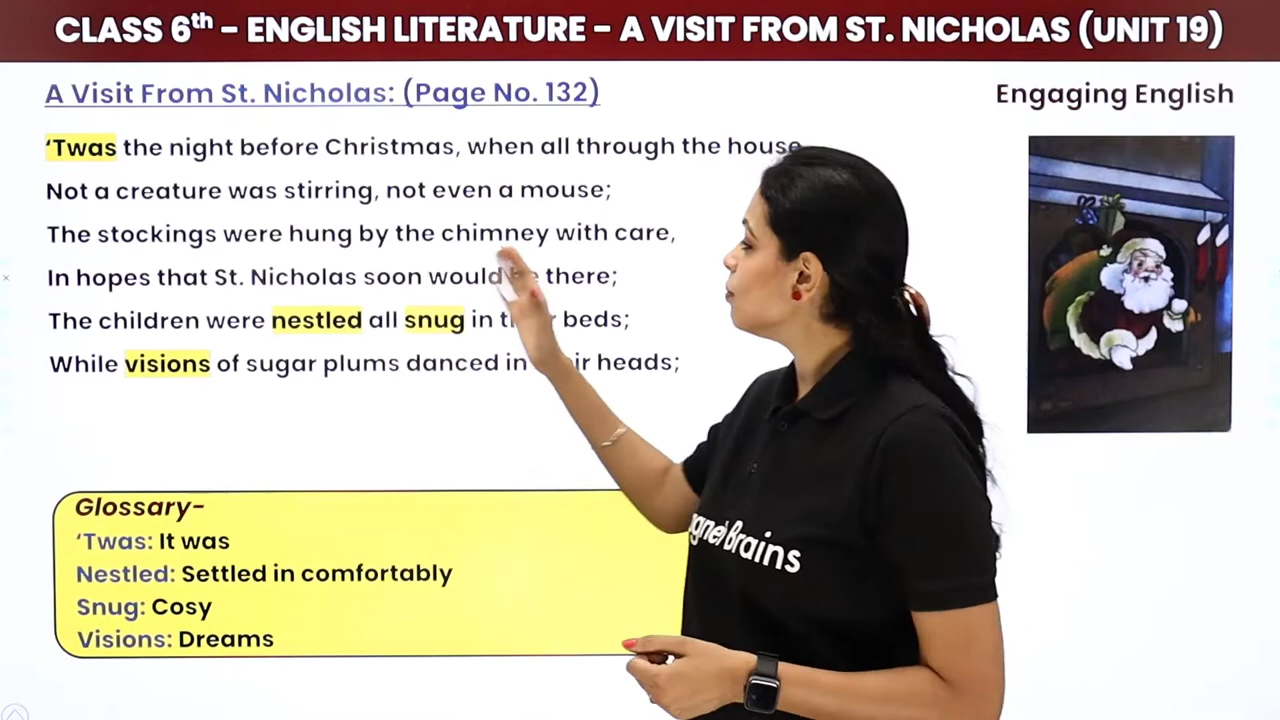 CLASS 6th – ENGLISH LITERATURE – A VISIT FROM ST. NICHOLAS (UNIT 19)
A Visit From St. Nicholas: (Page No. 132)
Engaging English
‘Twas the night before Christmas, when all through the house
Not a creature was stirring, not even a mouse;
The stockings were hung by the chimney with care,
In hopes that St. Nicholas soon would be there;
The children were nestled all snug in their beds;
While visions of sugar plums danced in their heads;
Glossary-
‘Twas: It was
Nestled: Settled in comfortably
Snug: Cosy
Visions: Dreams
Brains